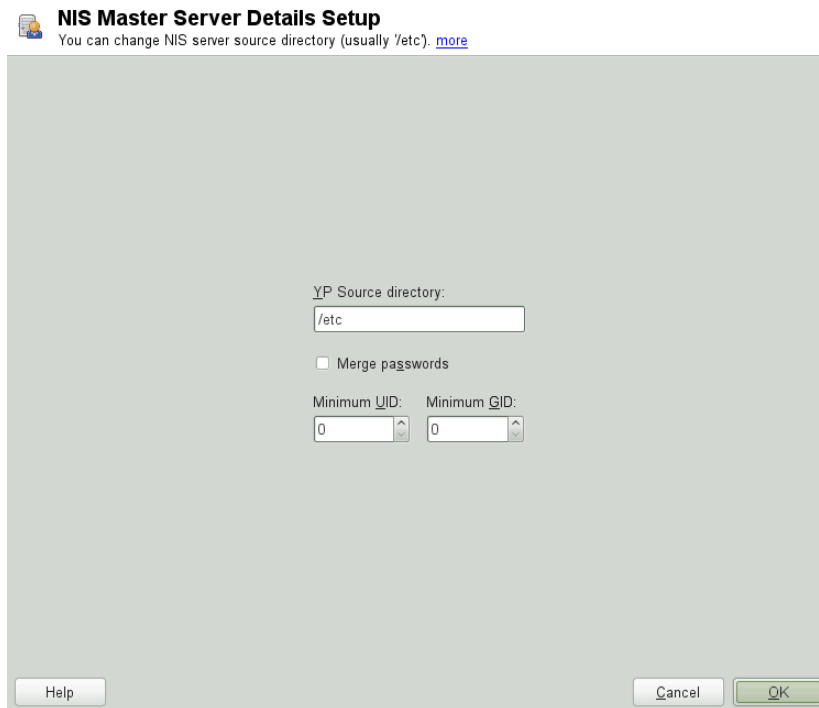 NIS Master Server Details Setup
You can change NIS server source directory (usually '/etc'). more
YP Source directory:
/etc
Merge passwords
Minimum UID: Minimum GID:
0 0
Help Cancel OK